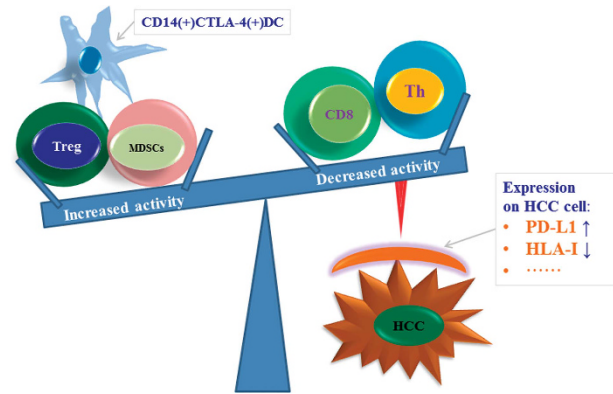 CD14(+)CTLA-4(+)DC
Treg
MDSCs
CD8
Th
Increased activity
Decreased activity
Expression
on HCC cell:
• PD-L1 ↑
• HLA-I ↓
• ……
HCC